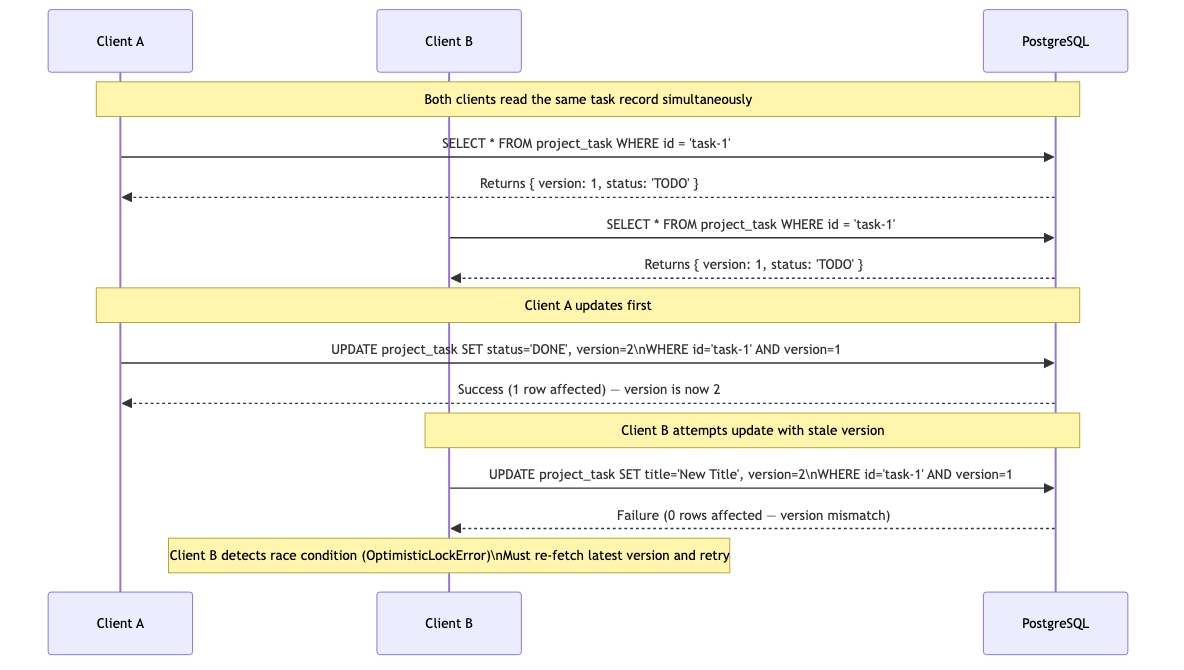 Client A
Client B
PostgreSQL
Both clients read the same task record simultaneously
SELECT * FROM project_task WHERE id = 'task-1'
Returns { version: 1, status: 'TODO' }
SELECT * FROM project_task WHERE id = 'task-1'
Returns { version: 1, status: 'TODO' }
Client A updates first
UPDATE project_task SET status='DONE', version=2\nWHERE id='task-1' AND version=1
Success (1 row affected) — version is now 2
Client B attempts update with stale version
UPDATE project_task SET title='New Title', version=2\nWHERE id='task-1' AND version=1
Failure (0 rows affected — version mismatch)
Client B detects race condition (OptimisticLockError)\nMust re-fetch latest version and retry
Client A
Client B
PostgreSQL